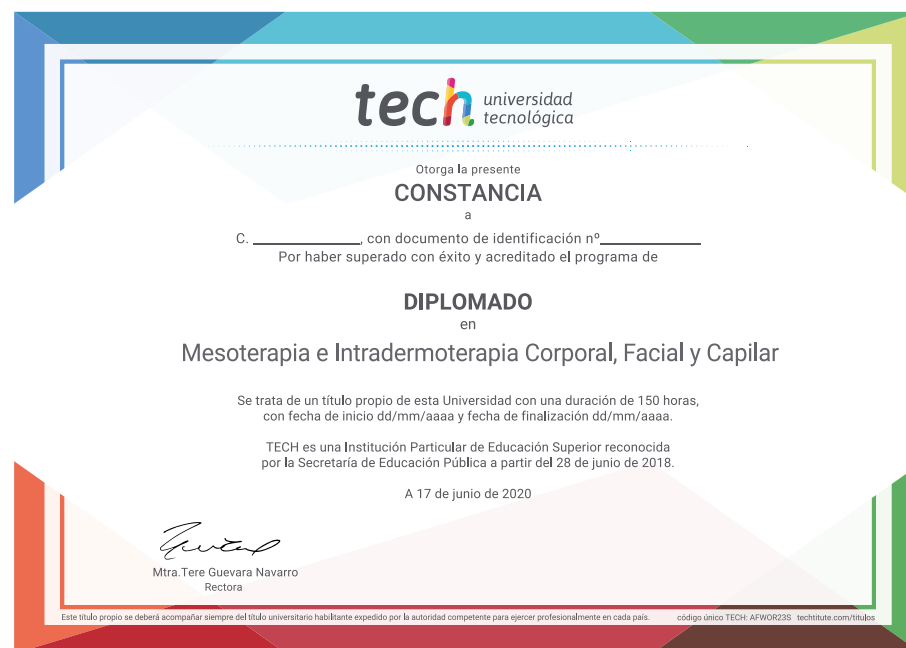 tech universidad
tecnológica
Otorga la presente
CONSTANCIA
a
C. ______________, con documento de identificación nº_____________
Por haber superado con éxito y acreditado el programa de
DIPLOMADO
en
Mesoterapia e Intradermoterapia Corporal, Facial y Capilar
Se trata de un título propio de esta Universidad con una duración de 150 horas,
con fecha de inicio dd/mm/aaaa y fecha de finalización dd/mm/aaaa.
TECH es una Institución Particular de Educación Superior reconocida
por la Secretaría de Educación Pública a partir del 28 de junio de 2018.
A 17 de junio de 2020
Mtra.Tere Guevara Navarro
Rectora
Este título propio se deberá acompañar siempre del título universitario habilitante expedido por la autoridad competente para ejercer profesionalmente en cada país. código único TECH: AFWOR23S techtitute.com/titulos